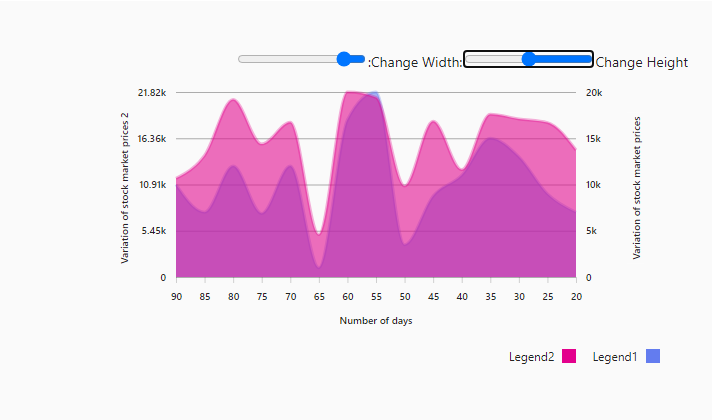 :Change Width: Change Height
21.82k
16.36k
10.91k
5.45k
0
Variation of stock market prices 2
20k
15k
10k
5k
0
Variation of stock market prices
90 85 80 75 70 65 60 55 50 45 40 35 30 25 20
Number of days
Legend2 Legend1